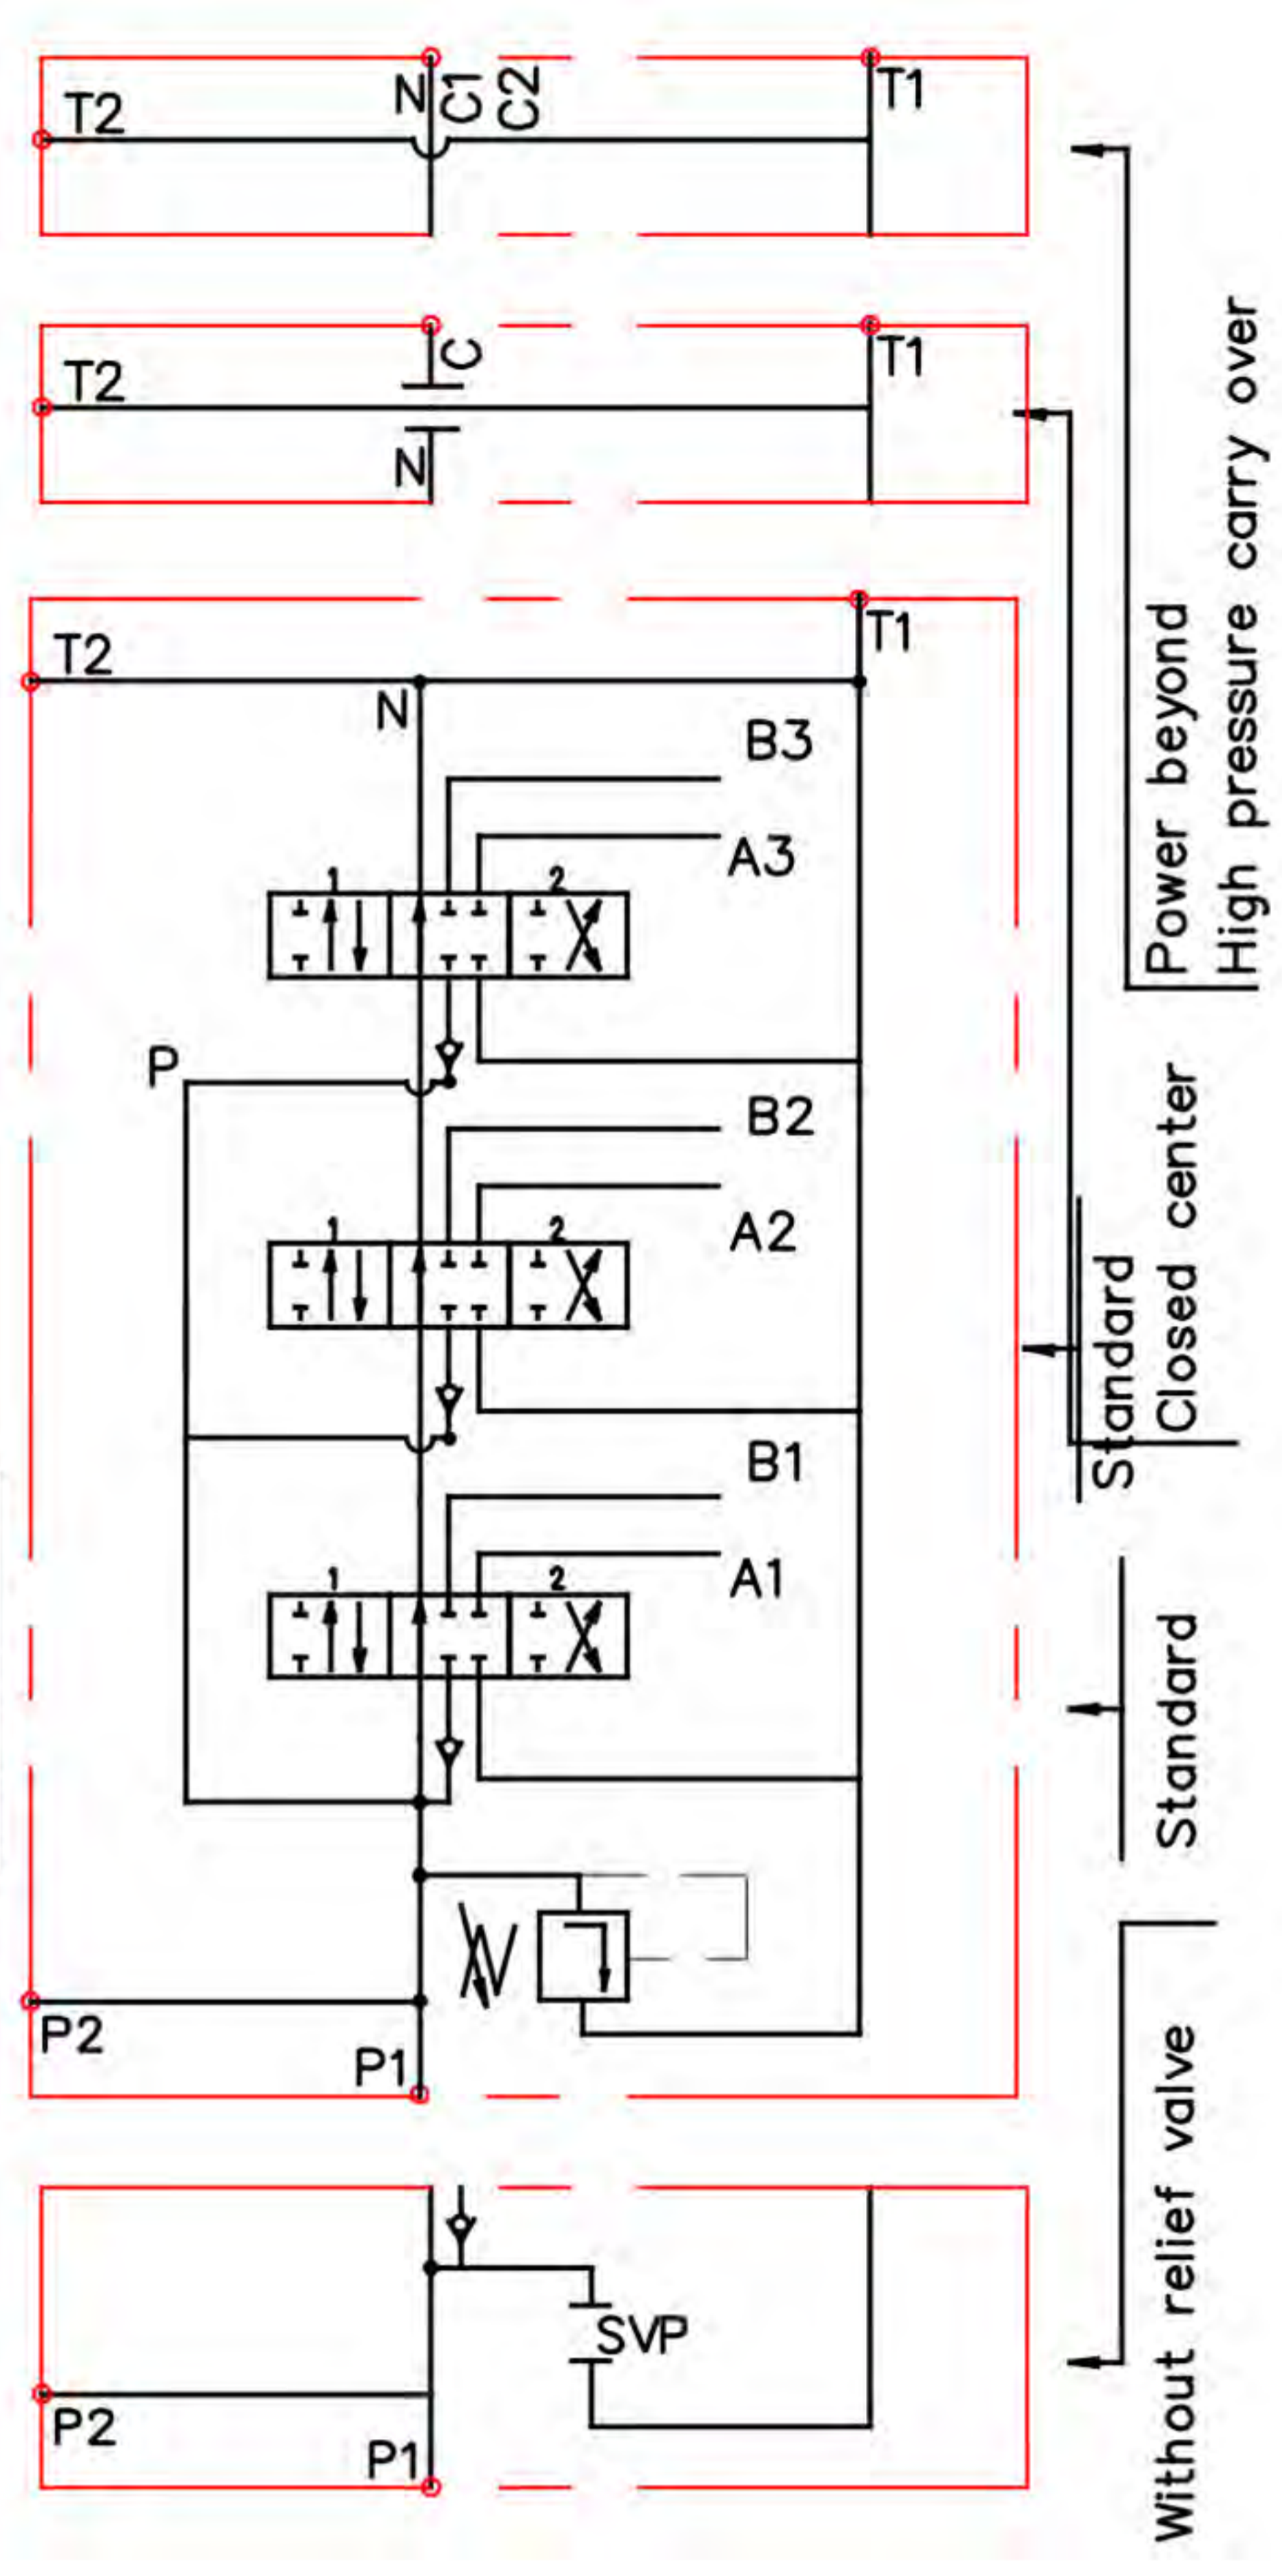 T2
N
C1
C2
T1
T2
C
N
T1
T2
N
T1
B3
A3
1
2
P
B2
A2
1
2
B1
A1
1
2
P2
P1
SVP
P2
P1
Power beyond
High pressure carry over
Standard
Closed center
Standard
Without relief valve